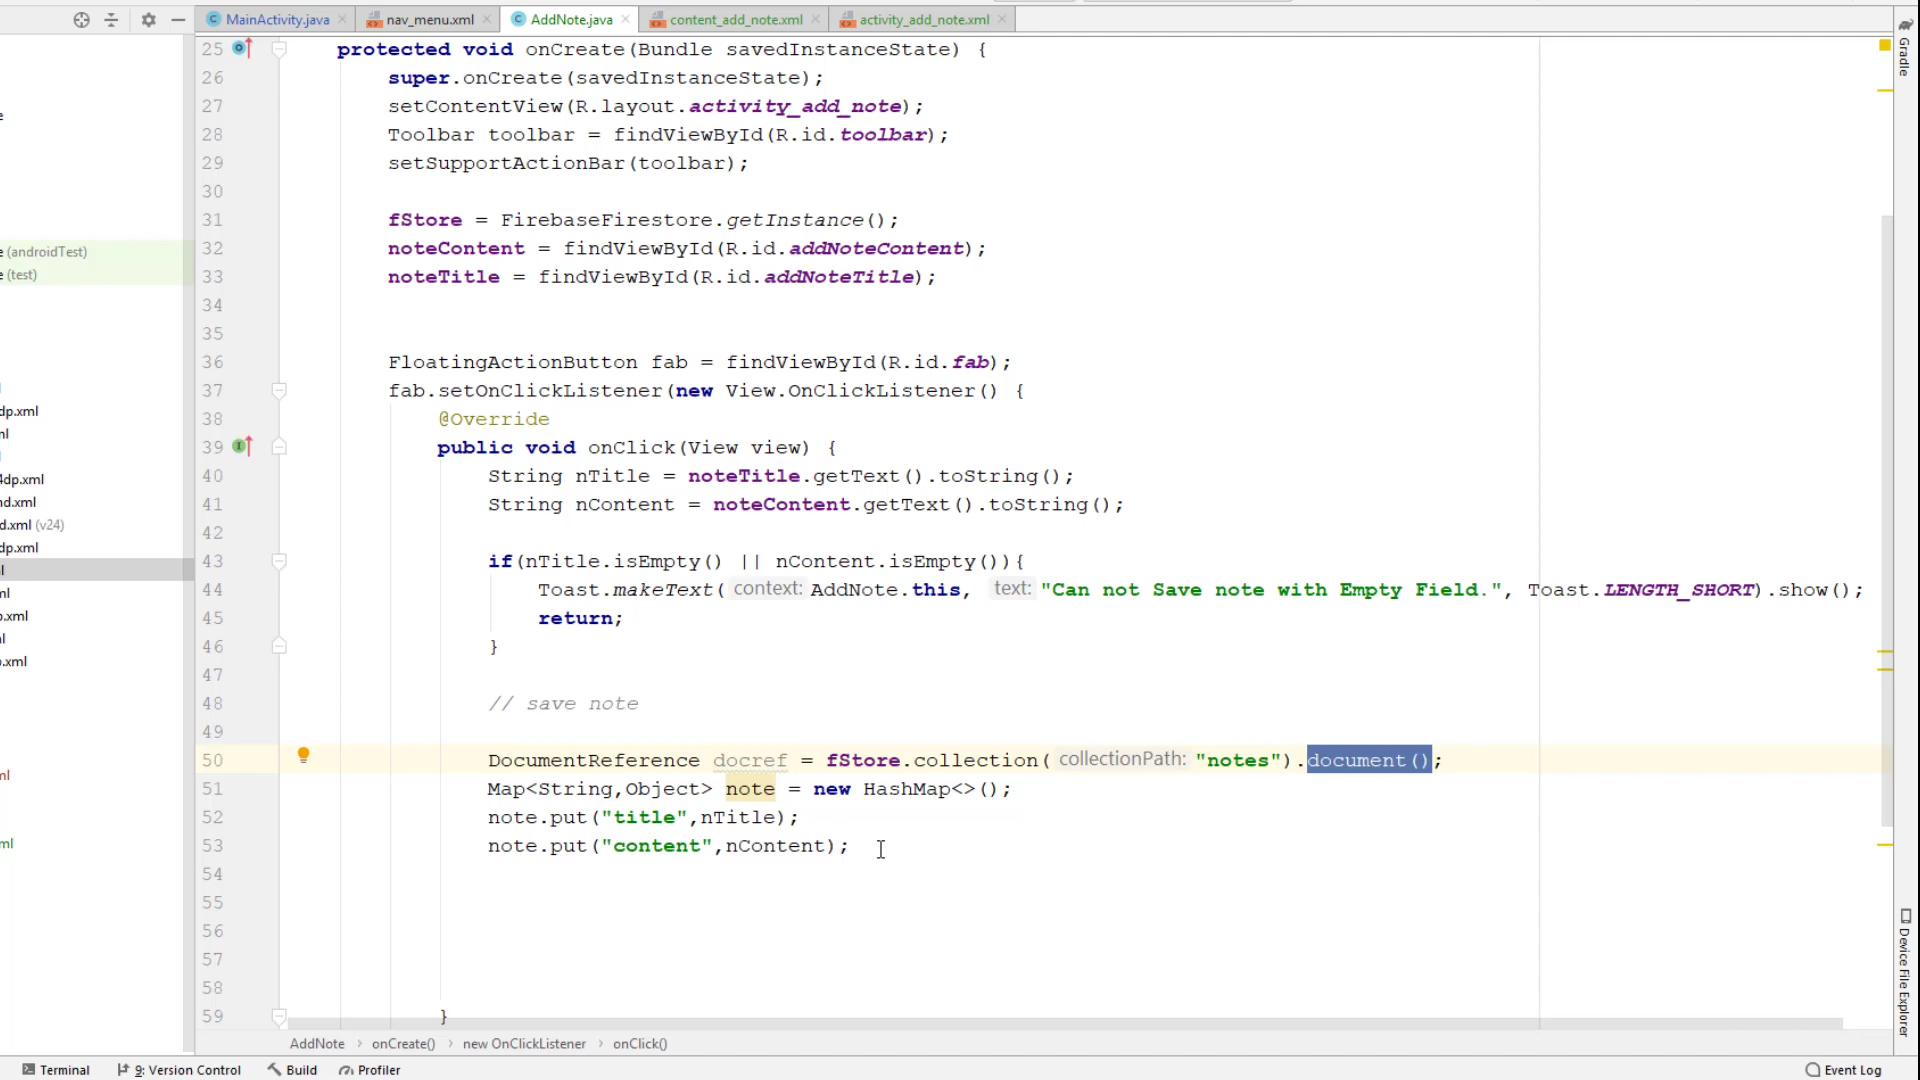 MainActivity.java
nav_menu.xml
AddNote.java
content_add_note.xml
activity_add_note.xml
25 protected void onCreate(Bundle savedInstanceState) {
26 super.onCreate(savedInstanceState);
27 setContentView(R.layout.activity_add_note);
28 Toolbar toolbar = findViewById(R.id.toolbar);
29 setSupportActionBar(toolbar);
30
31 fStore = FirebaseFirestore.getInstance();
32 noteContent = findViewById(R.id.addNoteContent);
33 noteTitle = findViewById(R.id.addNoteTitle);
34
35
36 FloatingActionButton fab = findViewById(R.id.fab);
37 fab.setOnClickListener(new View.OnClickListener() {
38 @Override
39 public void onClick(View view) {
40 String nTitle = noteTitle.getText().toString();
41 String nContent = noteContent.getText().toString();
42
43 if(nTitle.isEmpty() || nContent.isEmpty()){
44 Toast.makeText( context: AddNote.this, text: "Can not Save note with Empty Field.", Toast.LENGTH_SHORT).show();
45 return;
46 }
47
48 // save note
49
50 DocumentReference docref = fStore.collection( collectionPath: "notes").document();
51 Map<String,Object> note = new HashMap<>();
52 note.put("title",nTitle);
53 note.put("content",nContent);
54
55
56
57
58
59 }
e (androidTest)
e (test)
dp.xml
ml
4dp.xml
nd.xml
d.xml (v24)
dp.xml
l
ml
o.xml
l
o.xml
ml
ml
AddNote › onCreate() › new OnClickListener › onClick()
Terminal
9: Version Control
Build
Profiler
Event Log
Gradle
Device File Explorer